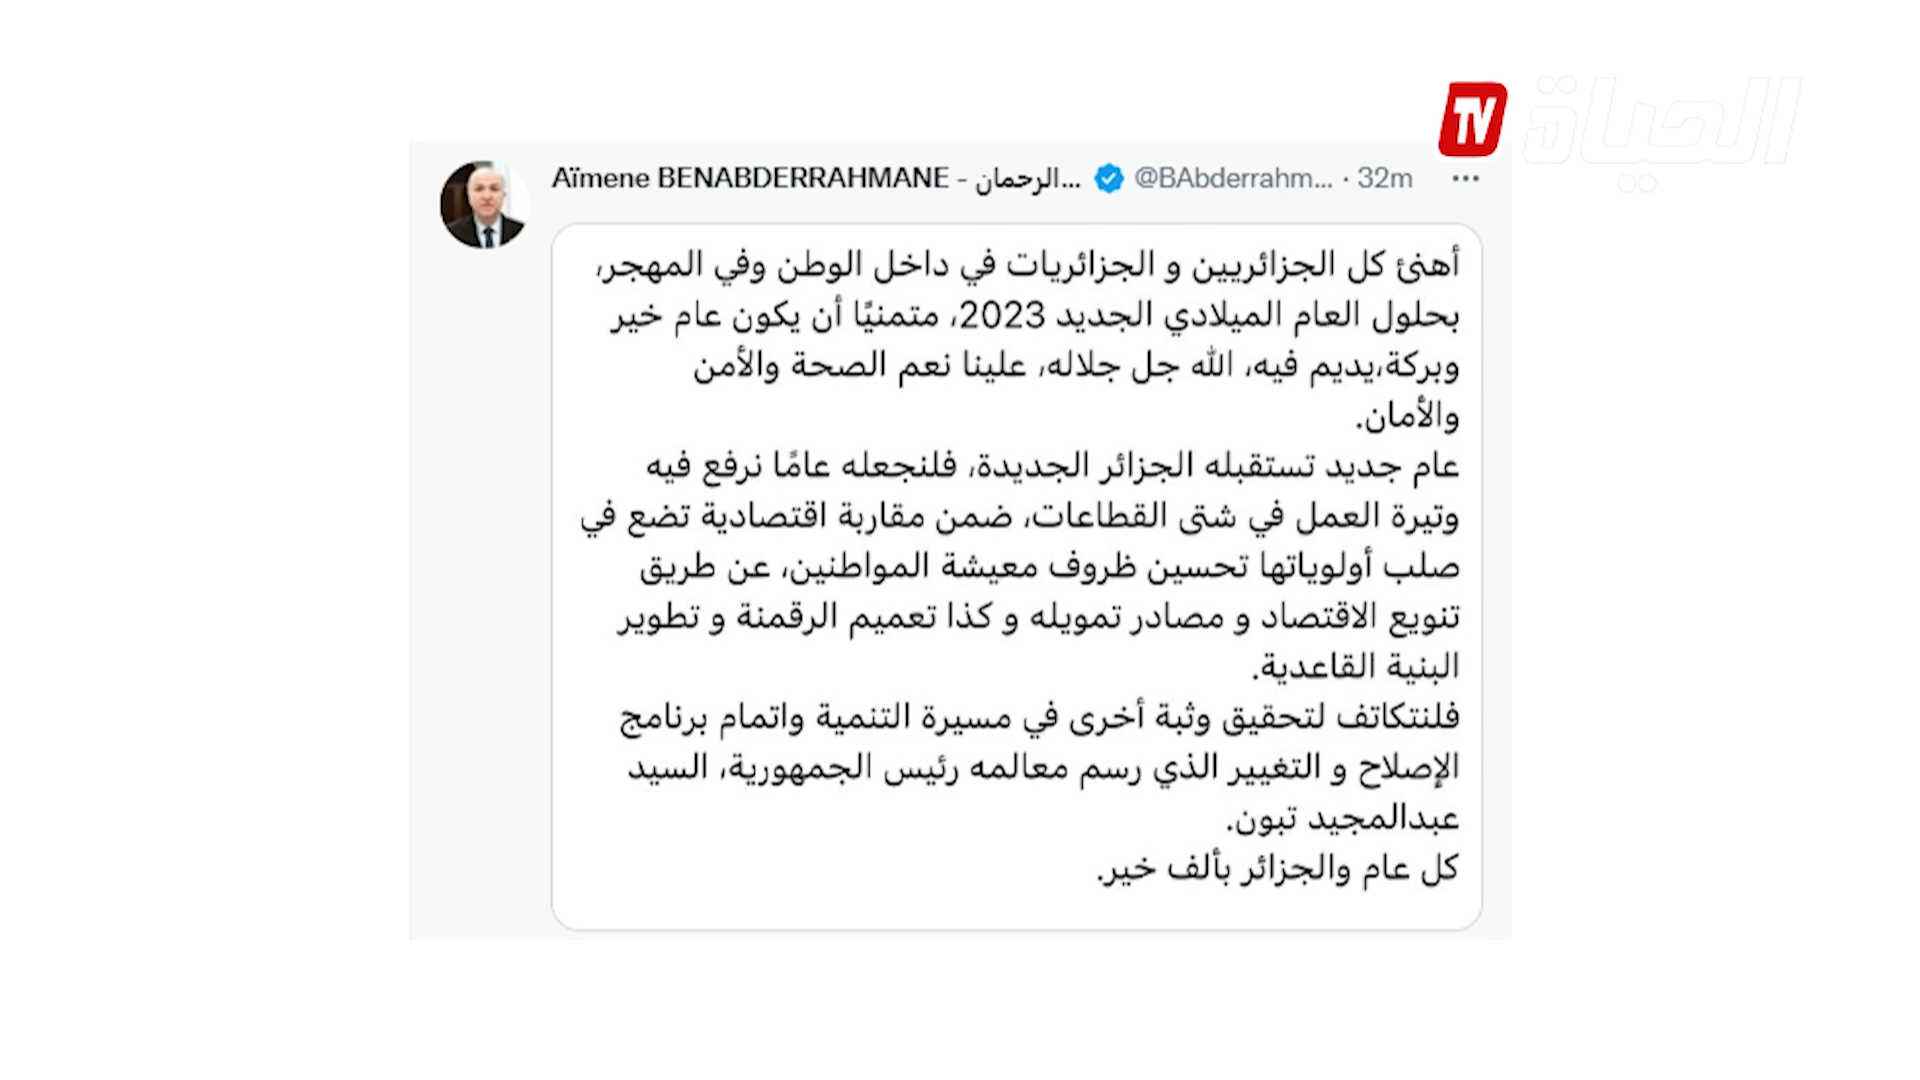 TV الحياة
Aïmene BENABDERRAHMANE - الرحمان... @BAbderrahm... · 32m ...
أهنئ كل الجزائريين و الجزائريات في داخل الوطن وفي المهجر،
بحلول العام الميلادي الجديد 2023، متمنيًا أن يكون عام خير
وبركة،يديم فيه، الله جل جلاله، علينا نعم الصحة والأمن
والأمان.
عام جديد تستقبله الجزائر الجديدة، فلنجعله عامًا نرفع فيه
وتيرة العمل في شتى القطاعات، ضمن مقاربة اقتصادية تضع في
صلب أولوياتها تحسين ظروف معيشة المواطنين، عن طريق
تنويع الاقتصاد و مصادر تمويله و كذا تعميم الرقمنة و تطوير
البنية القاعدية.
فلنتكاتف لتحقيق وثبة أخرى في مسيرة التنمية واتمام برنامج
الإصلاح و التغيير الذي رسم معالمه رئيس الجمهورية، السيد
عبدالمجيد تبون.
كل عام والجزائر بألف خير.